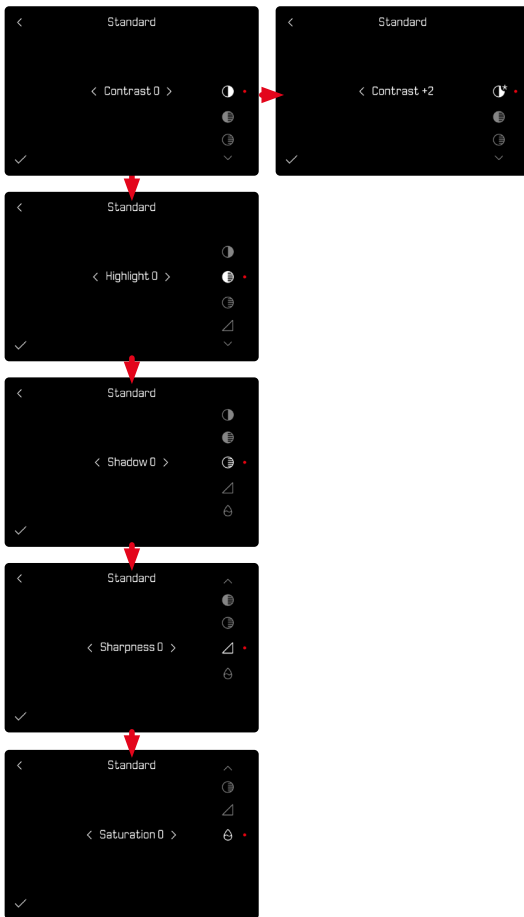 Standard
Contrast 0
Standard
Contrast +2
Standard
Highlight 0
Standard
Shadow 0
Standard
Sharpness 0
Standard
Saturation 0